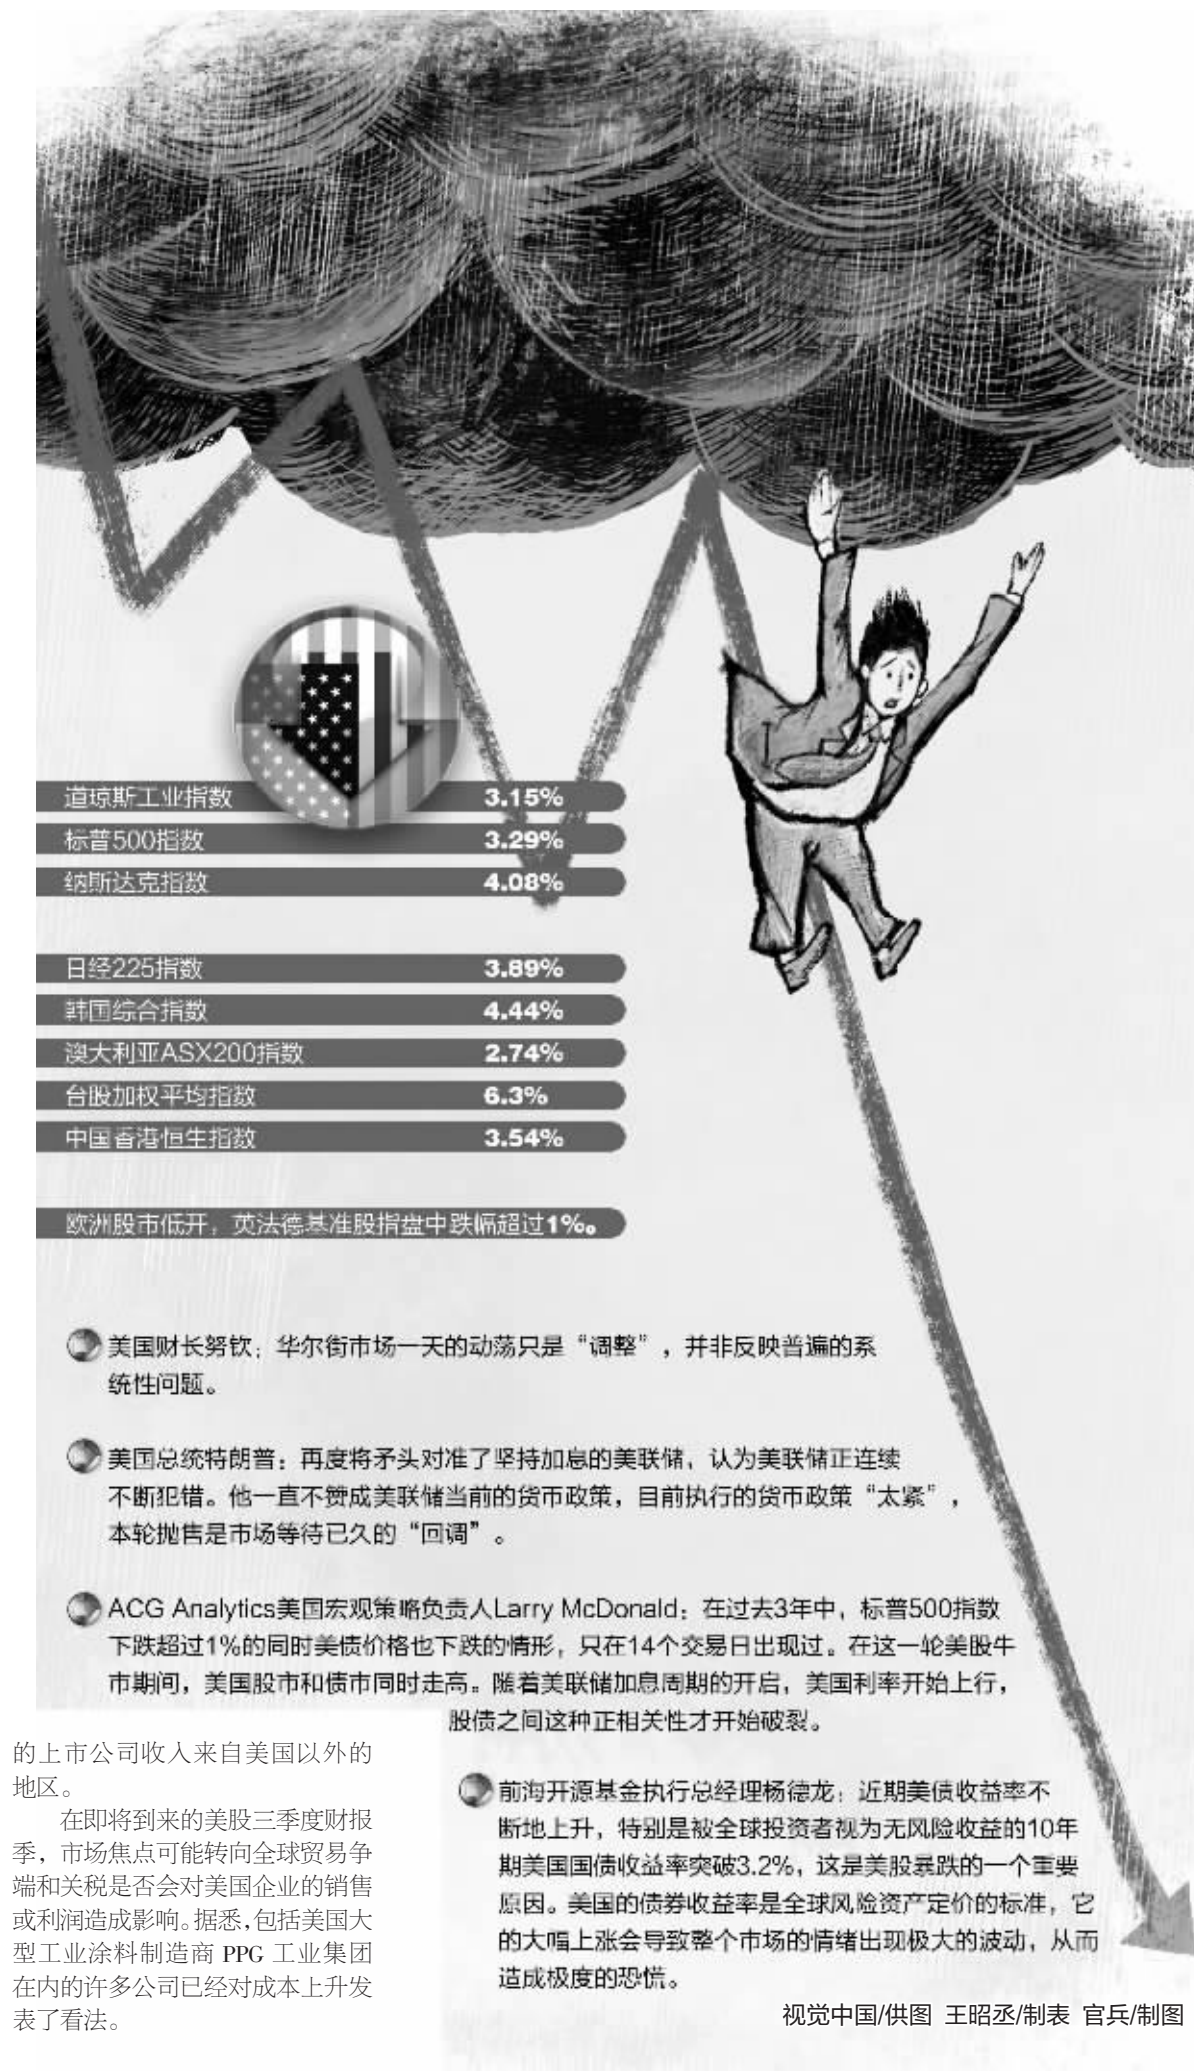 道琼斯工业指数 3.15%
标普500指数 3.29%
纳斯达克指数 4.08%
日经225指数 3.89%
韩国综合指数 4.44%
澳大利亚ASX200指数 2.74%
台股加权平均指数 6.3%
中国香港恒生指数 3.54%
欧洲股市低开，英法德基准股指盘中跌幅超过1%。
美国财长努钦：华尔街市场一天的动荡只是“调整”，并非反映普遍的系
统性问题。
美国总统特朗普：再度将矛头对准了坚持加息的美联储，认为美联储正连续
不断犯错。他一直不赞成美联储当前的货币政策，目前执行的货币政策“太紧”，
本轮抛售是市场等待已久的“回调”。
ACG Analytics美国宏观策略负责人Larry McDonald：在过去3年中，标普500指数
下跌超过1%的同时美债价格也下跌的情形，只在14个交易日出现过。在这一轮美股牛
市期间，美国股市和债市同时走高。随着美联储加息周期的开启，美国利率开始上行，
股债之间这种正相关性才开始破裂。
的上市公司收入来自美国以外的
地区。
在即将到来的美股三季度财报
季，市场焦点可能转向全球贸易争
端和关税是否会对美国企业的销售
或利润造成影响。据悉，包括美国大
型工业涂料制造商 PPG 工业集团
在内的许多公司已经对成本上升发
表了看法。
前海开源基金执行总经理杨德龙：近期美债收益率不
断地上升，特别是被全球投资者视为无风险收益的10年
期美国国债收益率突破3.2%，这是美股暴跌的一个重要
原因。美国的债券收益率是全球风险资产定价的标准，它
的大幅上涨会导致整个市场的情绪出现极大的波动，从而
造成极度的恐慌。
视觉中国/供图 王昭丞/制表 官兵/制图